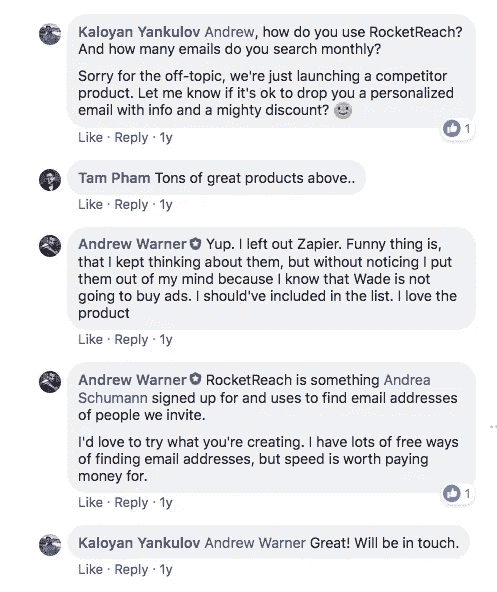 Kaloyan Yankulov Andrew, how do you use RocketReach?
And how many emails do you search monthly?
Sorry for the off-topic, we're just launching a competitor
product. Let me know if it's ok to drop you a personalized
email with info and a mighty discount?
1
Like · Reply · 1y
Tam Pham Tons of great products above..
Like · Reply · 1y
Andrew Warner Yup. I left out Zapier. Funny thing is,
that I kept thinking about them, but without noticing I put
them out of my mind because I know that Wade is not
going to buy ads. I should've included in the list. I love the
product
Like · Reply · 1y
Andrew Warner RocketReach is something Andrea
Schumann signed up for and uses to find email addresses
of people we invite.
I'd love to try what you're creating. I have lots of free ways
of finding email addresses, but speed is worth paying
money for.
1
Like · Reply · 1y
Kaloyan Yankulov Andrew Warner Great! Will be in touch.
Like · Reply · 1y